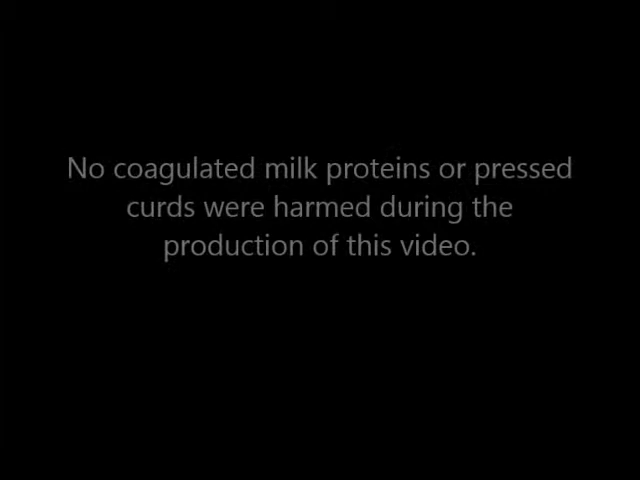 No coagulated milk proteins or pressed
curds were harmed during the
production of this video.